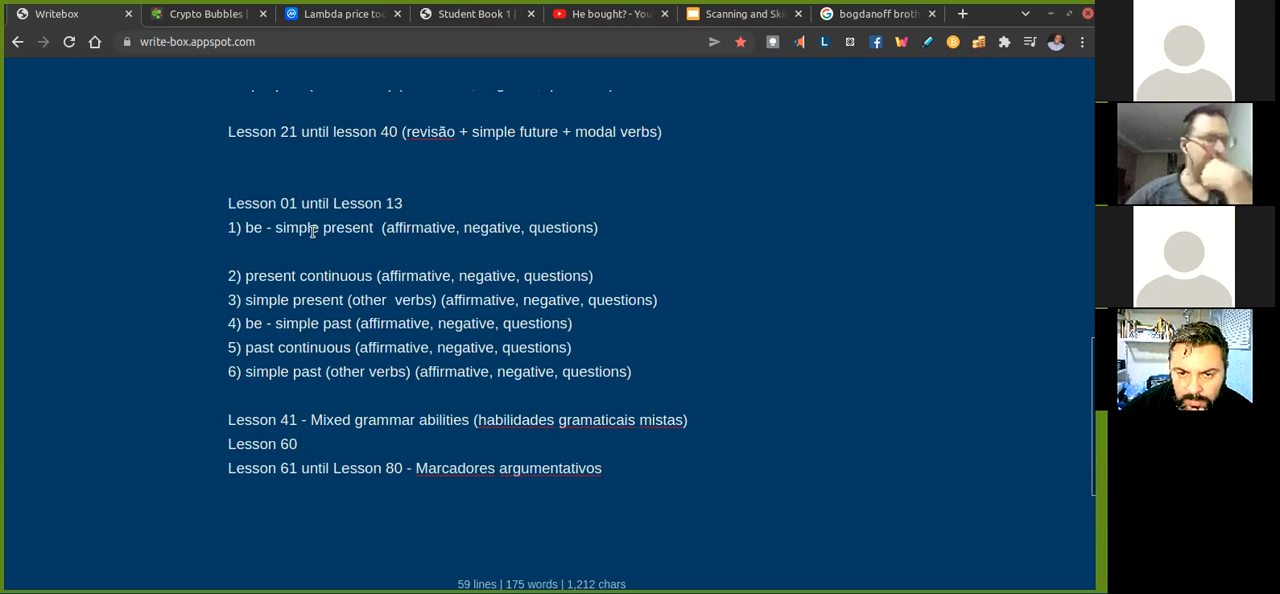 Writebox
Crypto Bubbles
Lambda price to
Student Book 1
He bought? - You
Scanning and Ski
bogdanoff broth
write-box.appspot.com
Lesson 21 until lesson 40 (revisão + simple future + modal verbs)
Lesson 01 until Lesson 13
1) be - simple present (affirmative, negative, questions)
2) present continuous (affirmative, negative, questions)
3) simple present (other verbs) (affirmative, negative, questions)
4) be - simple past (affirmative, negative, questions)
5) past continuous (affirmative, negative, questions)
6) simple past (other verbs) (affirmative, negative, questions)
Lesson 41 - Mixed grammar abilities (habilidades gramaticais mistas)
Lesson 60
Lesson 61 until Lesson 80 - Marcadores argumentativos
59 lines | 175 words | 1,212 chars